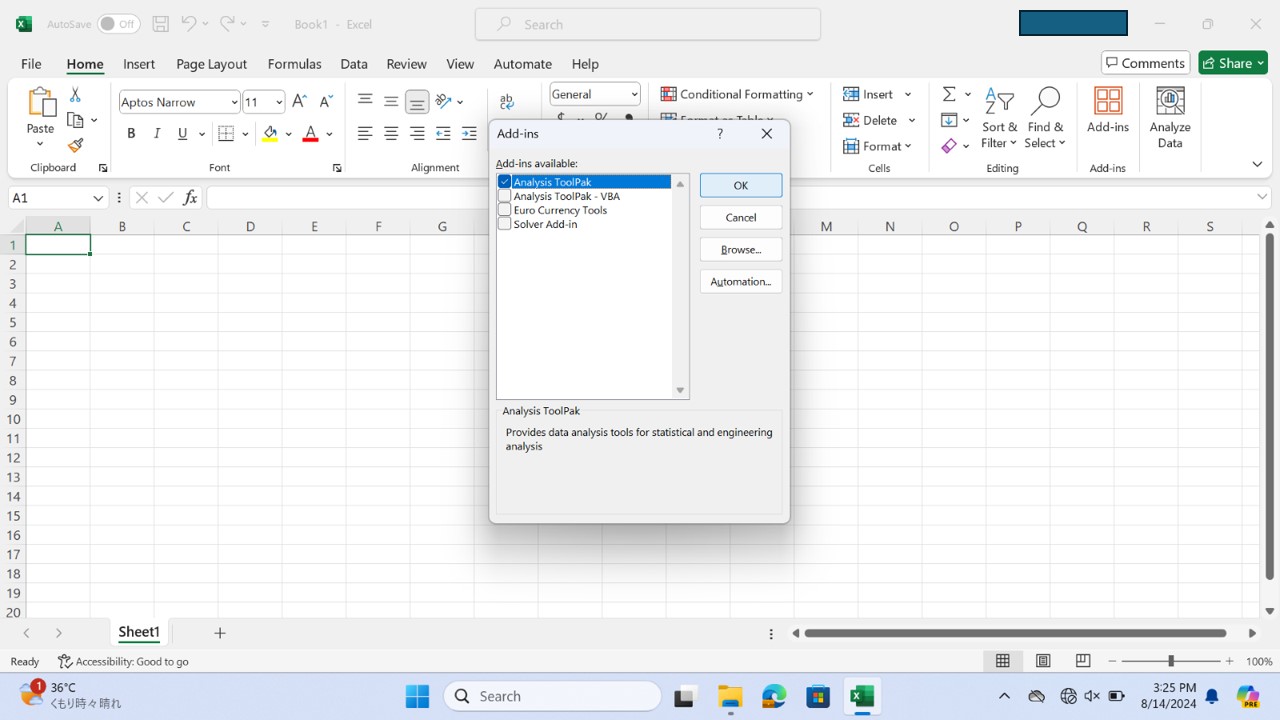 AutoSave Off Book1 - Excel Search
File Home Insert Page Layout Formulas Data Review View Automate Help Comments Share
Paste Clipboard
Aptos Narrow 11 B I U A Font
ab Alignment
General $ %
Conditional Formatting
Format as Table
Insert
Delete
Format
Cells
Sort &
Filter
Find &
Select
Editing
Add-ins
Add-ins
Analyze
Data
A1 fx
A B C D E F G M N O P Q R S
1
2
3
4
5
6
7
8
9
10
11
12
13
14
15
16
17
18
19
20
Add-ins ?
Add-ins available:
Analysis ToolPak
Analysis ToolPak - VBA
Euro Currency Tools
Solver Add-in
OK
Cancel
Browse...
Automation...
Analysis ToolPak
Provides data analysis tools for statistical and engineering
analysis
Sheet1
Ready Accessibility: Good to go 100%
1 36°C
くもり時々晴れ
Search
PRE
3:25 PM
8/14/2024